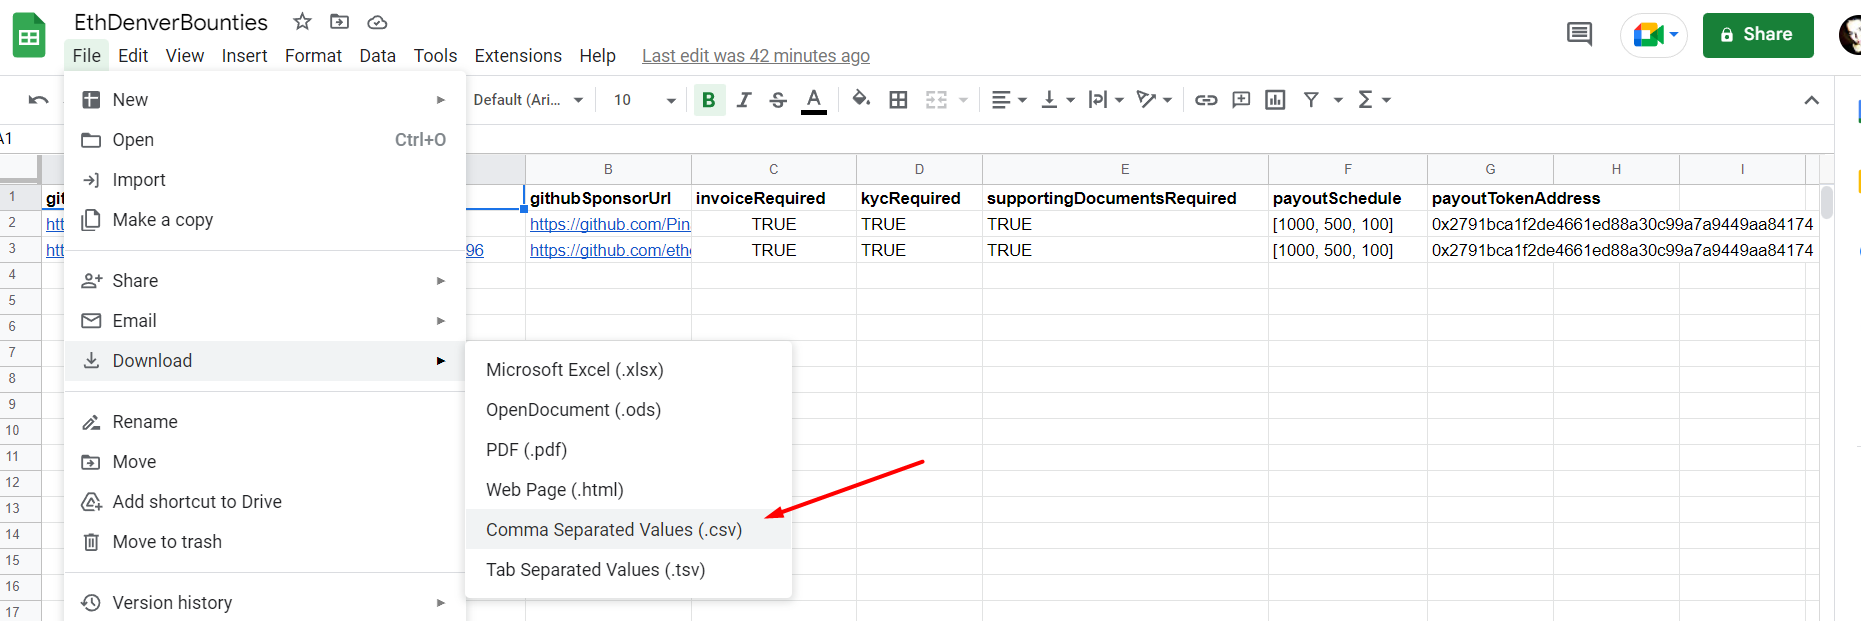 EthDenverBounties
File Edit View Insert Format Data Tools Extensions Help Last edit was 42 minutes ago
Share
Default (Ari... 10 B I S A
A1
New
Open Ctrl+O
Import
Make a copy
Share
Email
Download
Rename
Move
Add shortcut to Drive
Move to trash
Version history
Microsoft Excel (.xlsx)
OpenDocument (.ods)
PDF (.pdf)
Web Page (.html)
Comma Separated Values (.csv)
Tab Separated Values (.tsv)
B C D E F G H I
1 githubSponsorUrl invoiceRequired kycRequired supportingDocumentsRequired payoutSchedule payoutTokenAddress
2 htt https://github.com/Pin TRUE TRUE TRUE [1000, 500, 100] 0x2791bca1f2de4661ed88a30c99a7a9449aa84174
3 htt 96 https://github.com/eth TRUE TRUE TRUE [1000, 500, 100] 0x2791bca1f2de4661ed88a30c99a7a9449aa84174
4
5
6
7
8
9
10
11
12
13
14
15
16
17